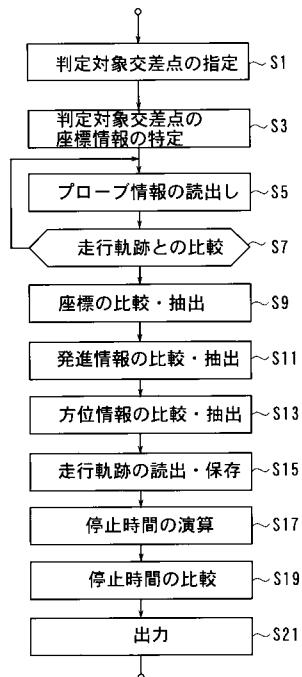 判定対象交差点の指定 S1
判定対象交差点の
座標情報の特定 S3
プローブ情報の読出し S5
走行軌跡との比較 S7
座標の比較・抽出 S9
発進情報の比較・抽出 S11
方位情報の比較・抽出 S13
走行軌跡の読出・保存 S15
停止時間の演算 S17
停止時間の比較 S19
出力 S21